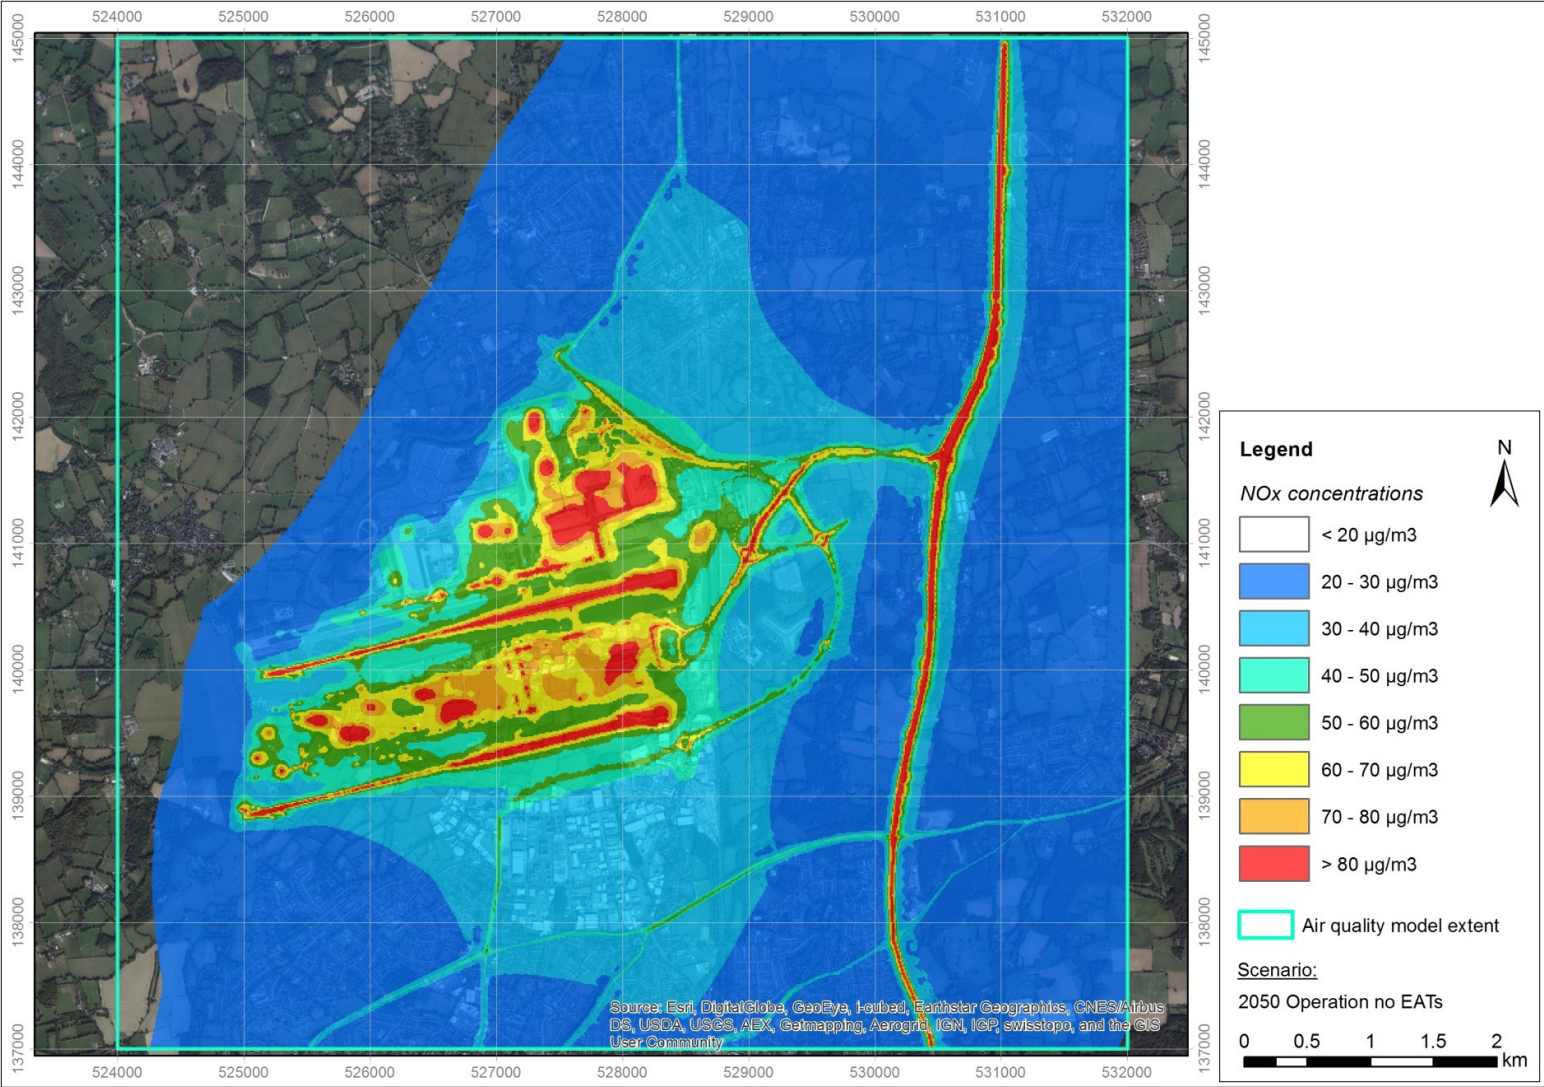 524000 525000 526000 527000 528000 529000 530000 531000 532000
145000 145000
144000 144000
143000 143000
142000 142000
141000 141000
140000 140000
139000 139000
138000 138000
137000 137000
Source: Esri, DigitalGlobe, GeoEye, i-cubed, Earthstar Geographics, CNES/Airbus
DS, USDA, USGS, AEX, Getmapping, Aerogrid, IGN, IGP, swisstopo, and the GIS
User Community
524000 525000 526000 527000 528000 529000 530000 531000 532000
Legend
N
NOx concentrations
< 20 µg/m3
20 - 30 µg/m3
30 - 40 µg/m3
40 - 50 µg/m3
50 - 60 µg/m3
60 - 70 µg/m3
70 - 80 µg/m3
> 80 µg/m3
Air quality model extent
Scenario:
2050 Operation no EATs
0 0.5 1 2
km